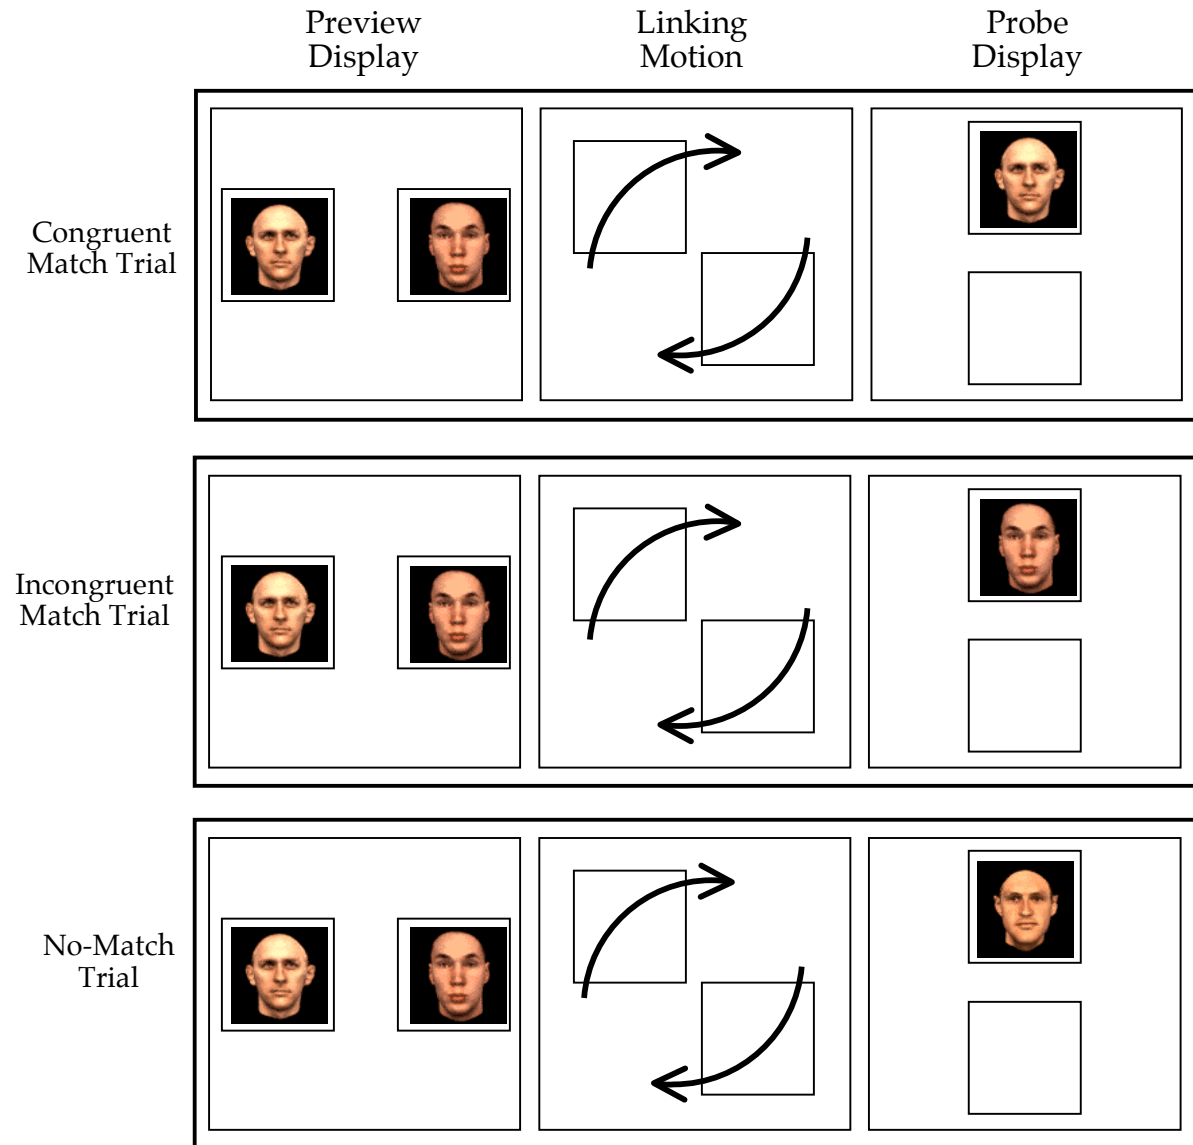 Preview
Display
Linking
Motion
Probe
Display
Congruent
Match Trial
Incongruent
Match Trial
No-Match
Trial